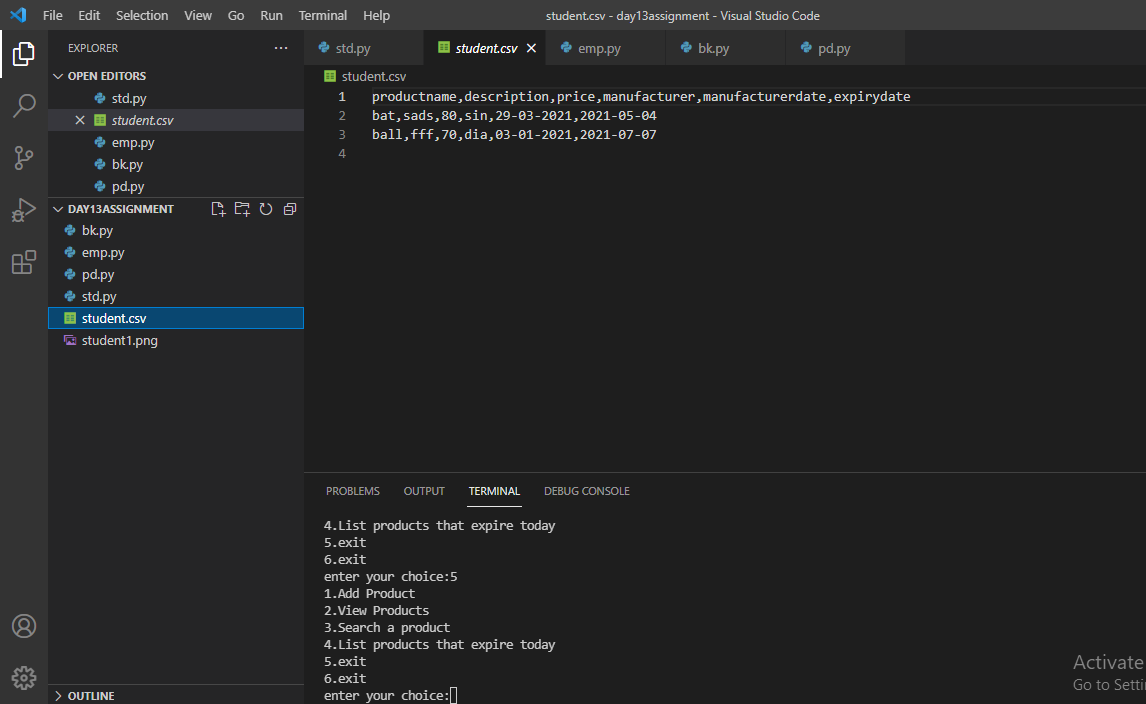 File Edit Selection View Go Run Terminal Help student.csv - day13assignment - Visual Studio Code
EXPLORER
OPEN EDITORS
std.py
student.csv
emp.py
bk.py
pd.py
DAY13ASSIGNMENT
bk.py
emp.py
pd.py
std.py
student.csv
student1.png
OUTLINE
std.py student.csv emp.py bk.py pd.py
student.csv
1 productname,description,price,manufacturer,manufacturerdate,expirydate
2 bat,sads,80,sin,29-03-2021,2021-05-04
3 ball,fff,70,dia,03-01-2021,2021-07-07
4
PROBLEMS OUTPUT TERMINAL DEBUG CONSOLE
4.List products that expire today
5.exit
6.exit
enter your choice:5
1.Add Product
2.View Products
3.Search a product
4.List products that expire today
5.exit
6.exit
enter your choice:
Activate
Go to Setti